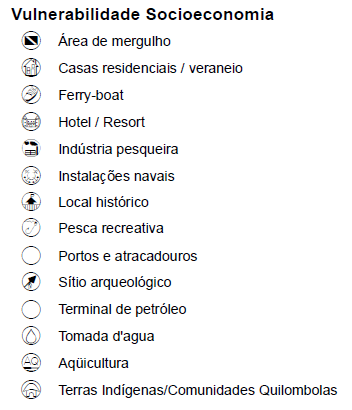 Vulnerabilidade Socioeconomia
Área de mergulho
Casas residenciais / veraneio
Ferry-boat
Hotel / Resort
Indústria pesqueira
Instalações navais
Local histórico
Pesca recreativa
Portos e atracadouros
Sítio arqueológico
Terminal de petróleo
Tomada d'agua
AQ Aqüicultura
Terras Indígenas/Comunidades Quilombolas